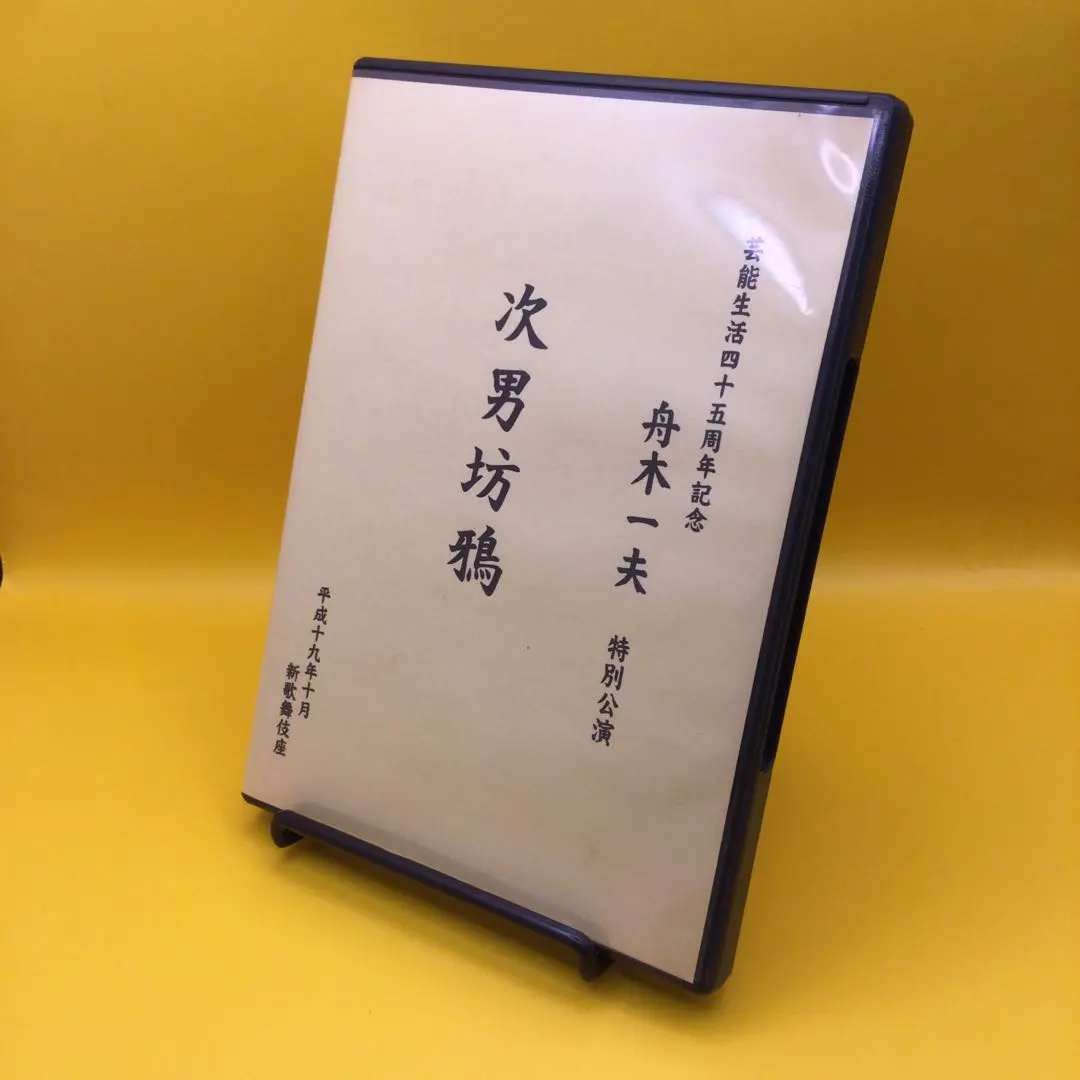 芸能生活四十五周年記念
舟木一夫 特別公演
次男坊鴉
平成十九年十月
新歌舞伎座